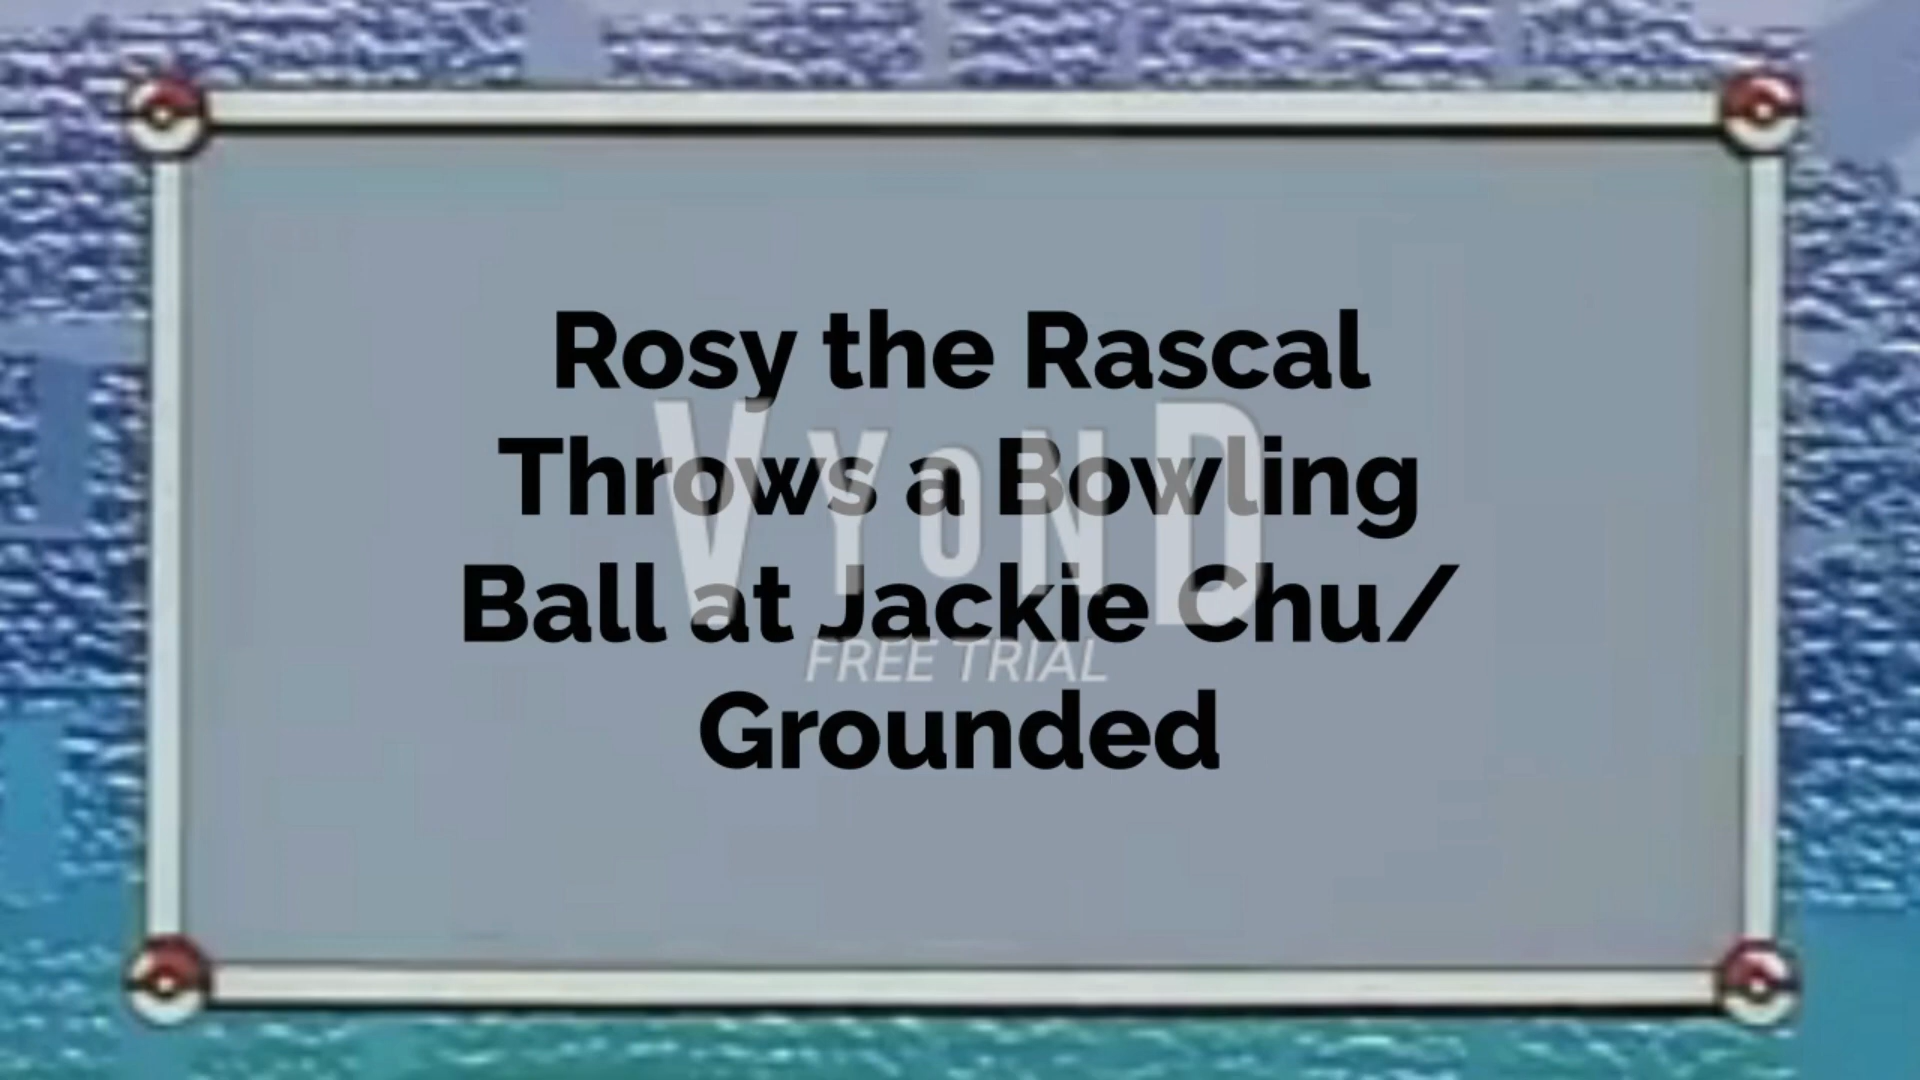 Rosy the Rascal
Throws a Bowling
Ball at Jackie Chu/
Grounded
VYOND
FREE TRIAL